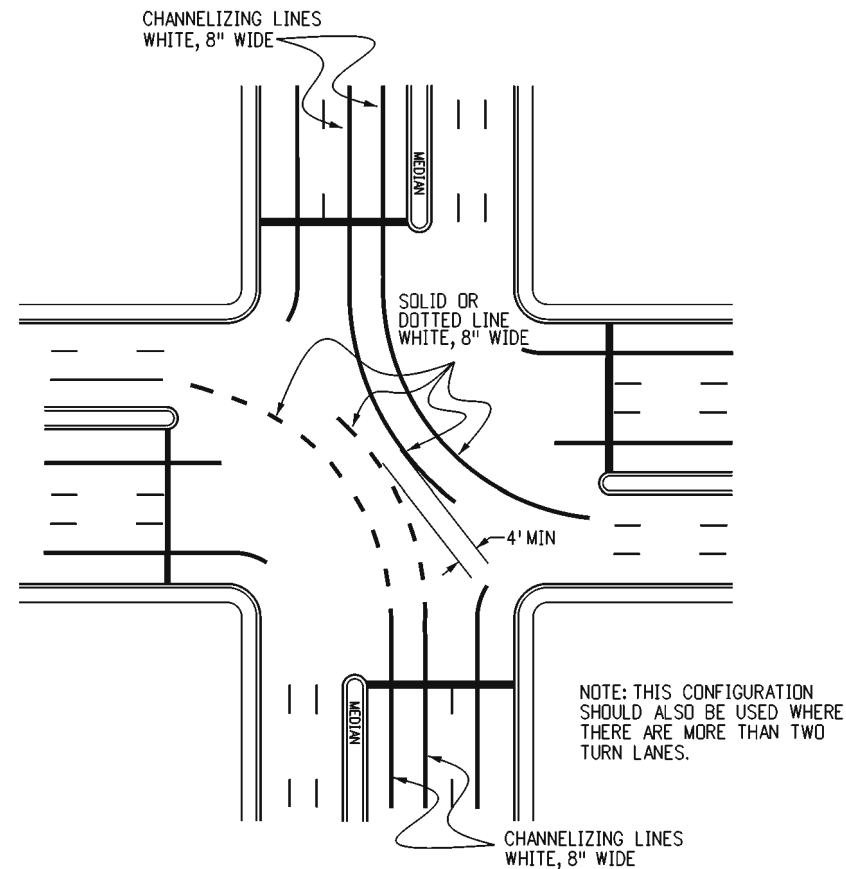 CHANNELIZING LINES
WHITE, 8" WIDE
MEDIAN
SOLID OR
DOTTED LINE
WHITE, 8" WIDE
4' MIN
NOTE: THIS CONFIGURATION
SHOULD ALSO BE USED WHERE
THERE ARE MORE THAN TWO
TURN LANES.
MEDIAN
CHANNELIZING LINES
WHITE, 8" WIDE